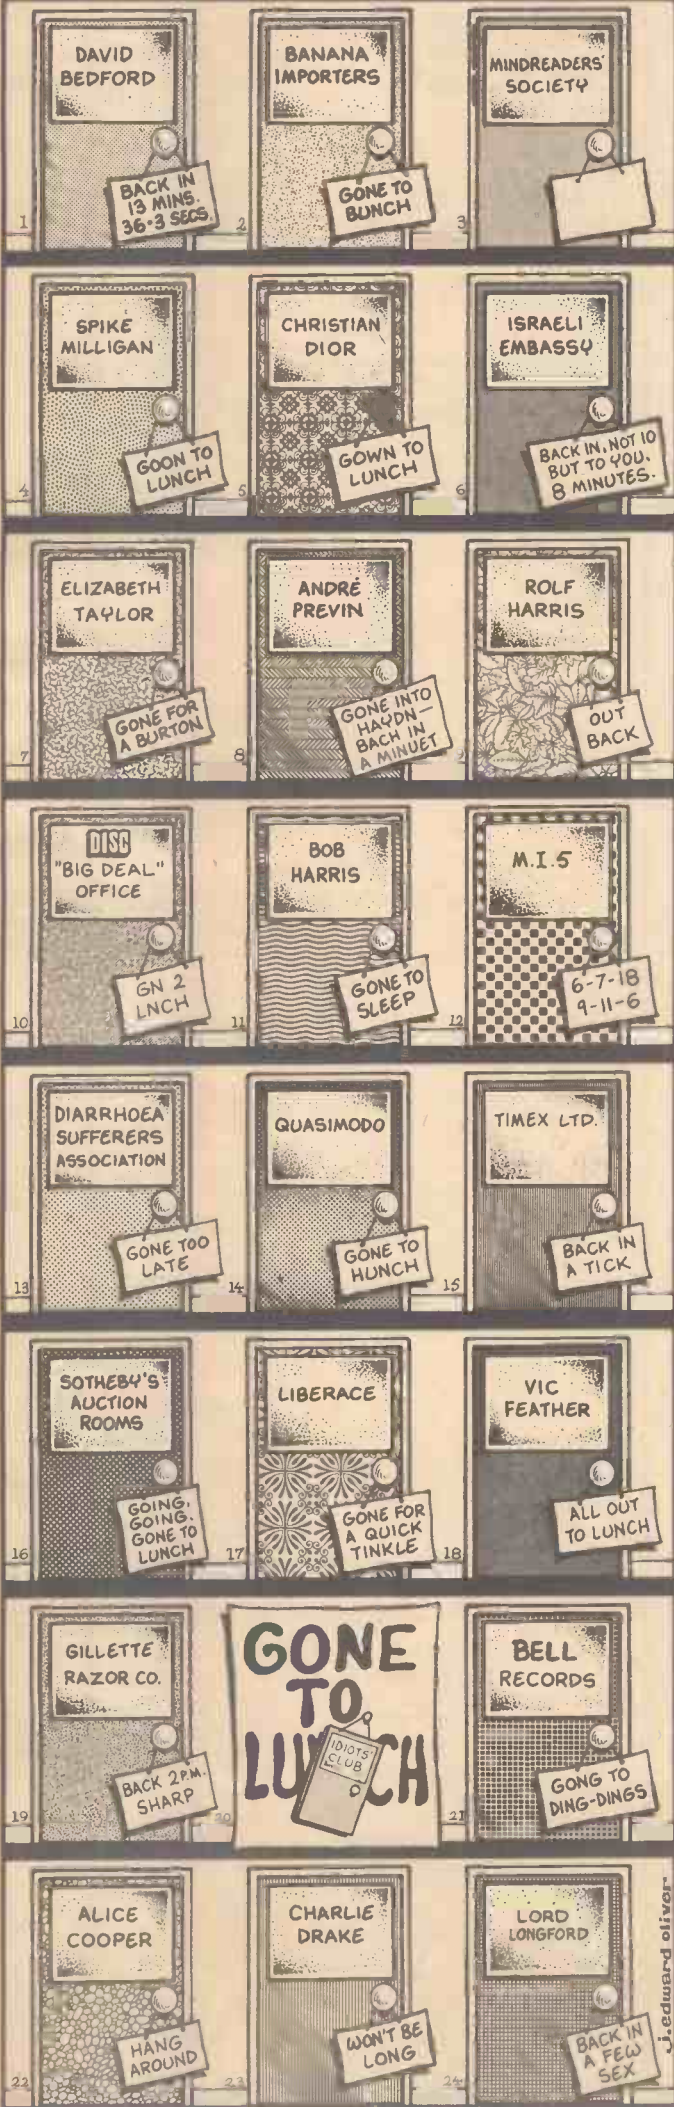 DAVID
BEDFORD
BACK IN
13 MINS.
36·3 SECS.
1
BANANA
IMPORTERS
GONE TO
BUNCH
2
MINDREADERS'
SOCIETY
3
SPIKE
MILLIGAN
GOON TO
LUNCH
4
CHRISTIAN
DIOR
GOWN TO
LUNCH
5
ISRAELI
EMBASSY
BACK IN, NOT 10
BUT TO YOU,
8 MINUTES.
6
ELIZABETH
TAYLOR
GONE FOR
A BURTON
7
ANDRÉ
PREVIN
GONE INTO
HAYDN—
BACH IN
A MINUET
8
ROLF
HARRIS
OUT
BACK
DISC
"BIG DEAL"
OFFICE
GN 2
LNCH
10
BOB
HARRIS
GONE TO
SLEEP
11
M.I.5
6-7-18
9-11-6
12
DIARRHOEA
SUFFERERS
ASSOCIATION
GONE TOO
LATE
13
QUASIMODO
GONE TO
HUNCH
14
TIMEX LTD.
BACK IN
A TICK
15
SOTHEBY'S
AUCTION
ROOMS
GOING,
GOING,
GONE TO
LUNCH
16
LIBERACE
GONE FOR
A QUICK
TINKLE
17
VIC
FEATHER
ALL OUT
TO LUNCH
18
GILLETTE
RAZOR CO.
BACK 2P.M.
SHARP
19
GONE
TO
LUNCH
IDIOTS'
CLUB
20
BELL
RECORDS
GONG TO
DING-DINGS
21
ALICE
COOPER
HANG
AROUND
22
CHARLIE
DRAKE
WON'T BE
LONG
23
LORD
LONGFORD
BACK IN
A FEW
SEX
24
j.edward oliver